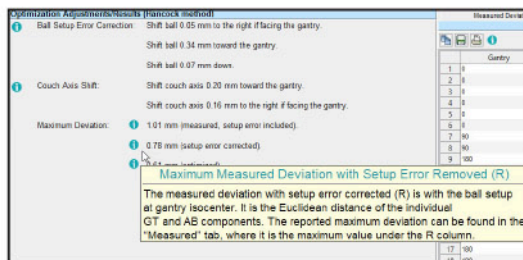 Optimization Adjustments/Results (Hancock method)
Measured Deviat
Ball Setup Error Correction: Shift ball 0.05 mm to the right if facing the gantry.
Shift ball 0.34 mm toward the gantry.
Shift ball 0.07 mm down.
Couch Axis Shift: Shift couch axis 0.20 mm toward the gantry.
Shift couch axis 0.16 mm to the right if facing the gantry.
Maximum Deviation: 1.01 mm (measured, setup error included).
0.78 mm (setup error corrected).
0.61 mm (optimized).
Gantry
1 0
2 0
3 0
4 0
5 0
6 0
7 90
8 90
9 180
Maximum Measured Deviation with Setup Error Removed (R)
The measured deviation with setup error corrected (R) is with the ball setup
at gantry isocenter. It is the Euclidean distance of the individual
GT and AB components. The reported maximum deviation can be found in the
"Measured" tab, where it is the maximum value under the R column.
17 180